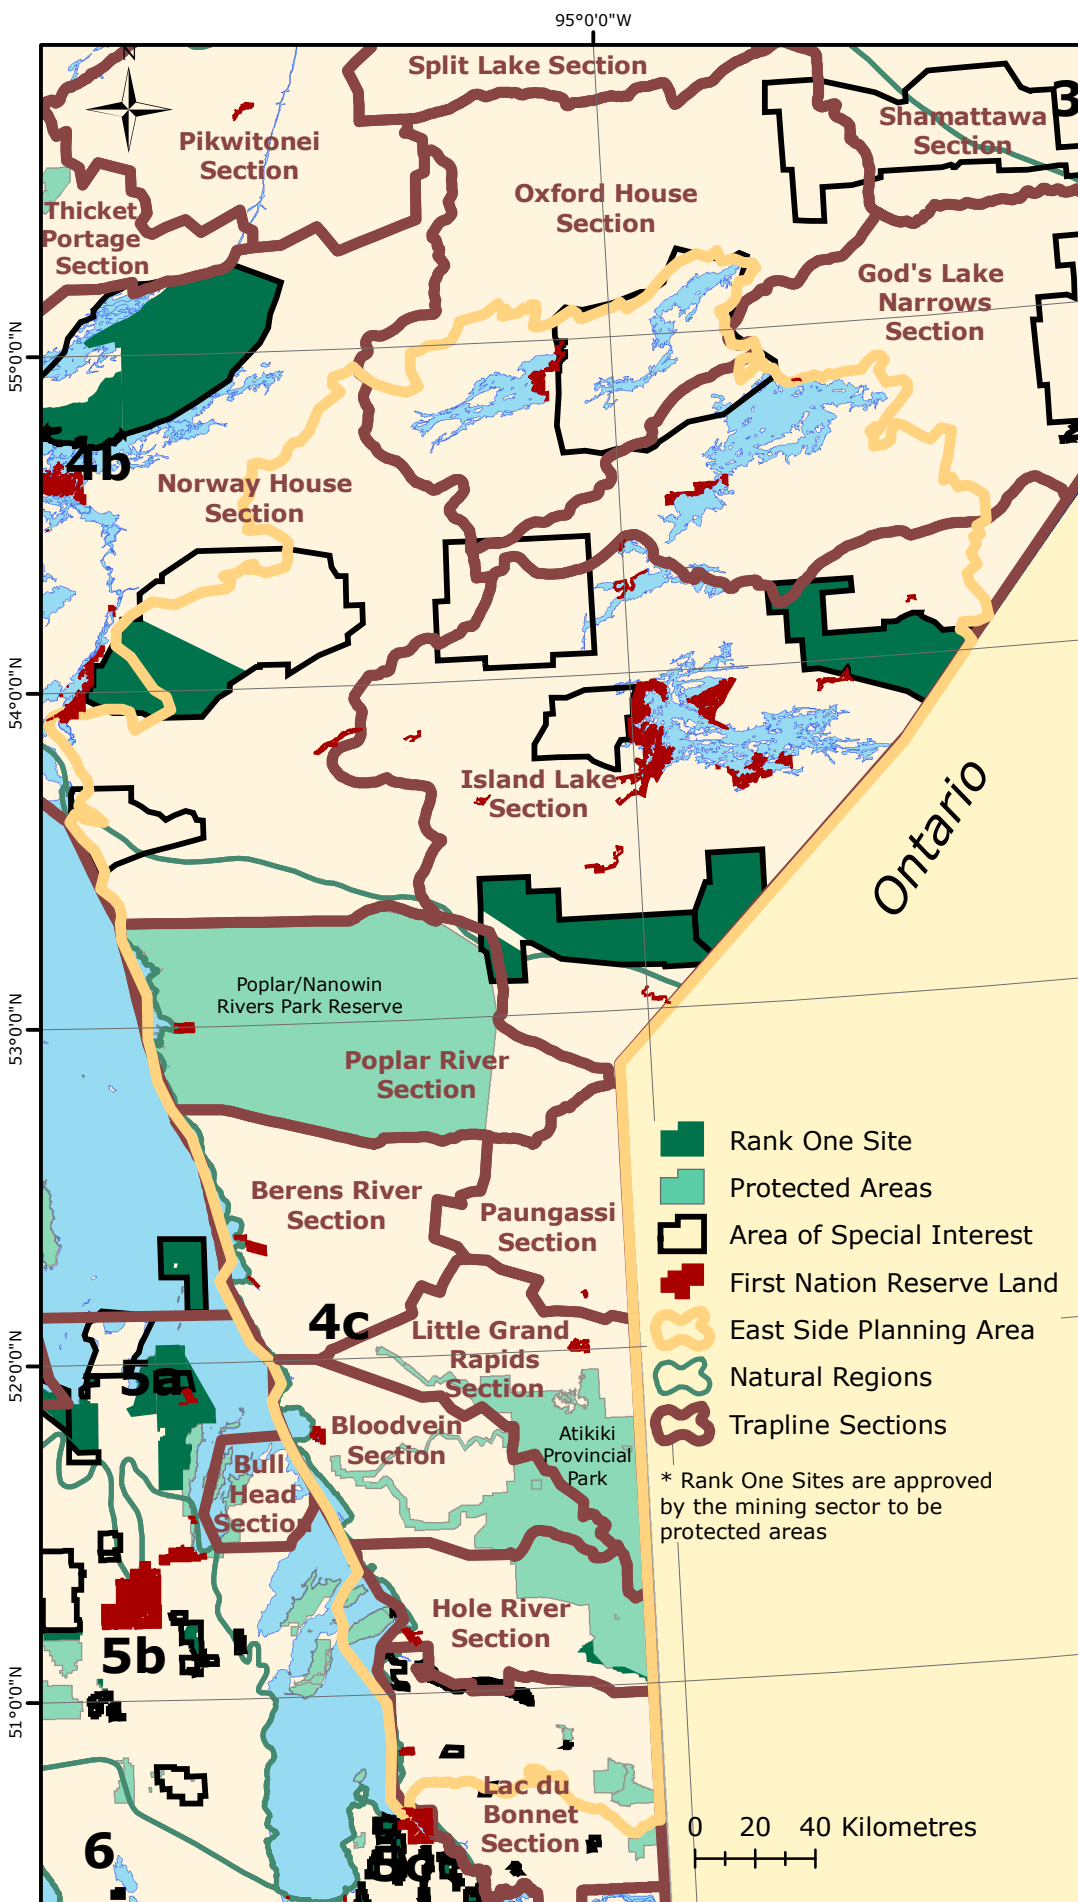 95°0'0"W
N
Split Lake Section
3
Shamattawa
Section
Pikwitonei
Section
Oxford House
Section
Thicket
Portage
Section
God's Lake
Narrows
Section
55°0'0"N
4b
Norway House
Section
54°0'0"N
Island Lake
Section
Ontario
Poplar/Nanowin
Rivers Park Reserve
53°0'0"N
Poplar River
Section
Rank One Site
Protected Areas
Area of Special Interest
First Nation Reserve Land
East Side Planning Area
Natural Regions
Trapline Sections
* Rank One Sites are approved
by the mining sector to be
protected areas
Berens River
Section
Paungassi
Section
4c
Little Grand
Rapids
Section
52°0'0"N
5a
Bloodvein
Section
Atikiki
Provincial
Park
Bull
Head
Section
Hole River
Section
5b
51°0'0"N
Lac du
Bonnet
Section
0 20 40 Kilometres
6
5c